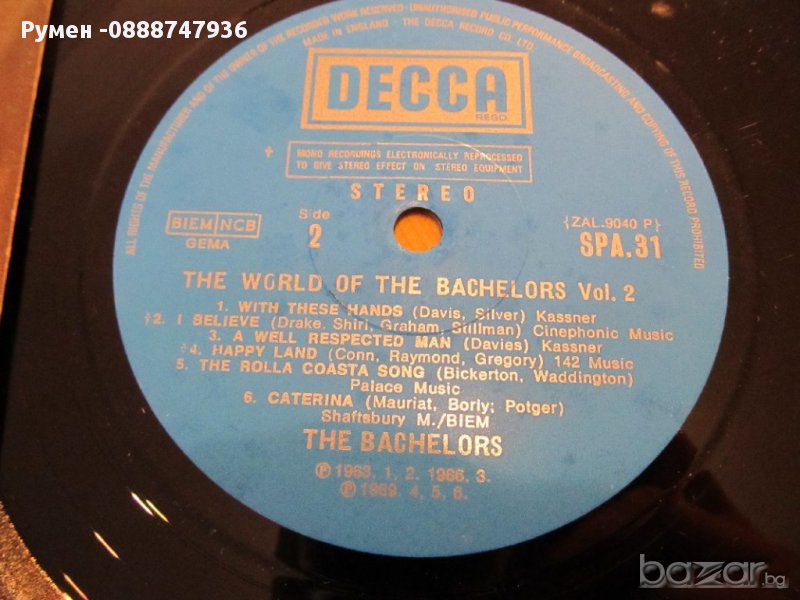 Румен -0888747936
ALL RIGHTS OF THE MANUFACTURER AND OF THE OWNER OF THE RECORDED WORK RESERVED · UNAUTHORISED PUBLIC PERFORMANCE BROADCASTING AND COPYING OF THIS RECORD PROHIBITED
MADE IN ENGLAND · THE DECCA RECORD CO. LTD.
DECCA
REGD.
+ MONO RECORDINGS ELECTRONICALLY REPROCESSED
TO GIVE STEREO EFFECT ON STEREO EQUIPMENT
STEREO
BIEM/NCB
GEMA
Side
2
{ZAL.9040 P}
SPA.31
THE WORLD OF THE BACHELORS Vol. 2
1. WITH THESE HANDS (Davis, Silver) Kassner
†2. I BELIEVE (Drake, Shirl, Graham, Stillman) Cinephonic Music
3. A WELL RESPECTED MAN (Davies) Kassner
†4. HAPPY LAND (Conn, Raymond, Gregory) 142 Music
5. THE ROLLA COASTA SONG (Bickerton, Waddington)
Palace Music
6. CATERINA (Mauriat, Borly; Potger)
Shaftsbury M./BIEM
THE BACHELORS
Ⓟ 1963, 1, 2. 1966, 3.
Ⓟ 1969, 4, 5, 6.
bazar.bg